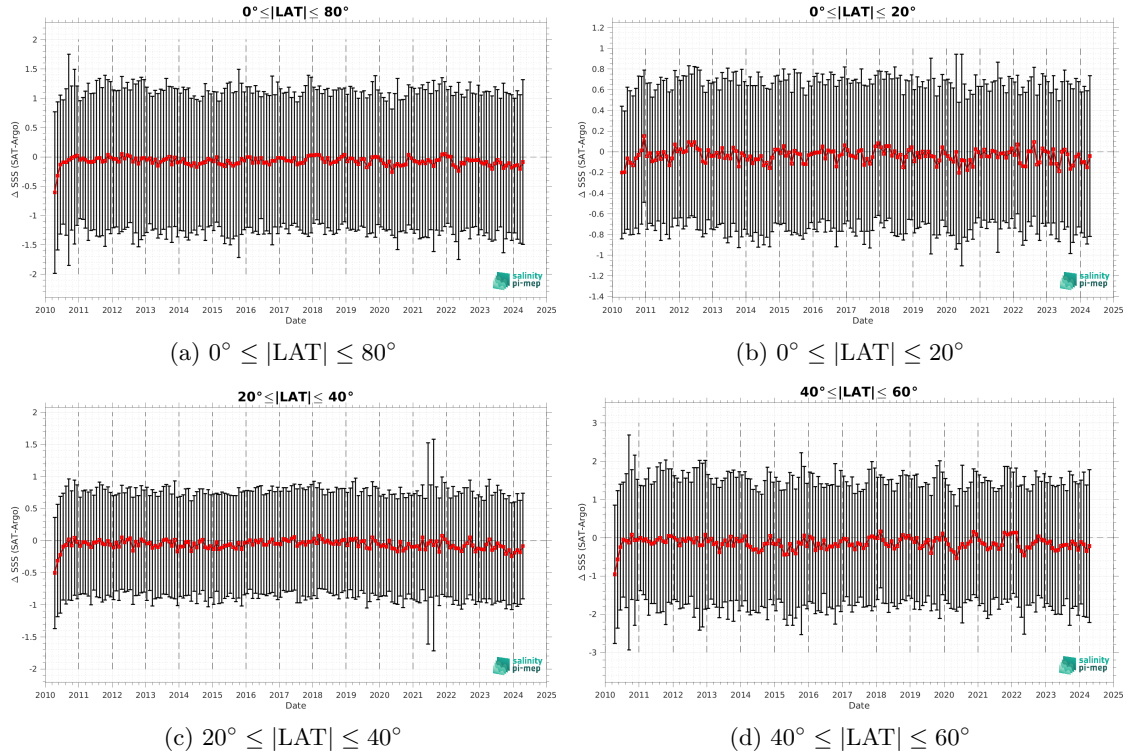 0°≤|LAT|≤ 80°
Δ SSS (SAT-Argo)
2
1.5
1
0.5
0
-0.5
-1
-1.5
-2
2010 2011 2012 2013 2014 2015 2016 2017 2018 2019 2020 2021 2022 2023 2024 2025
Date
salinity
pi-mep
(a) 0° ≤ |LAT| ≤ 80°
0°≤|LAT|≤ 20°
Δ SSS (SAT-Argo)
1.2
1
0.8
0.6
0.4
0.2
0
-0.2
-0.4
-0.6
-0.8
-1
-1.2
-1.4
2010 2011 2012 2013 2014 2015 2016 2017 2018 2019 2020 2021 2022 2023 2024 2025
Date
salinity
pi-mep
(b) 0° ≤ |LAT| ≤ 20°
20°≤|LAT|≤ 40°
Δ SSS (SAT-Argo)
2
1.5
1
0.5
0
-0.5
-1
-1.5
-2
2010 2011 2012 2013 2014 2015 2016 2017 2018 2019 2020 2021 2022 2023 2024 2025
Date
salinity
pi-mep
(c) 20° ≤ |LAT| ≤ 40°
40°≤|LAT|≤ 60°
Δ SSS (SAT-Argo)
3
2
1
0
-1
-2
-3
2010 2011 2012 2013 2014 2015 2016 2017 2018 2019 2020 2021 2022 2023 2024 2025
Date
salinity
pi-mep
(d) 40° ≤ |LAT| ≤ 60°